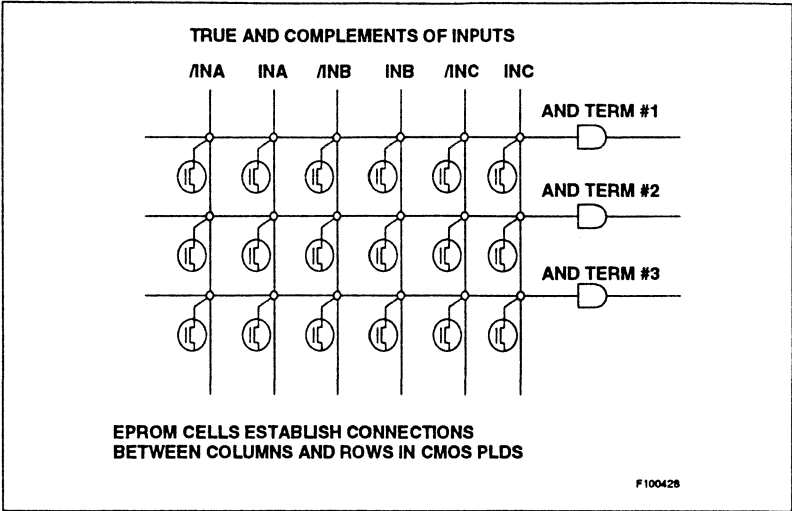 TRUE AND COMPLEMENTS OF INPUTS
/INA INA /INB INB /INC INC
AND TERM #1
AND TERM #2
AND TERM #3
EPROM CELLS ESTABLISH CONNECTIONS
BETWEEN COLUMNS AND ROWS IN CMOS PLDS
F100428